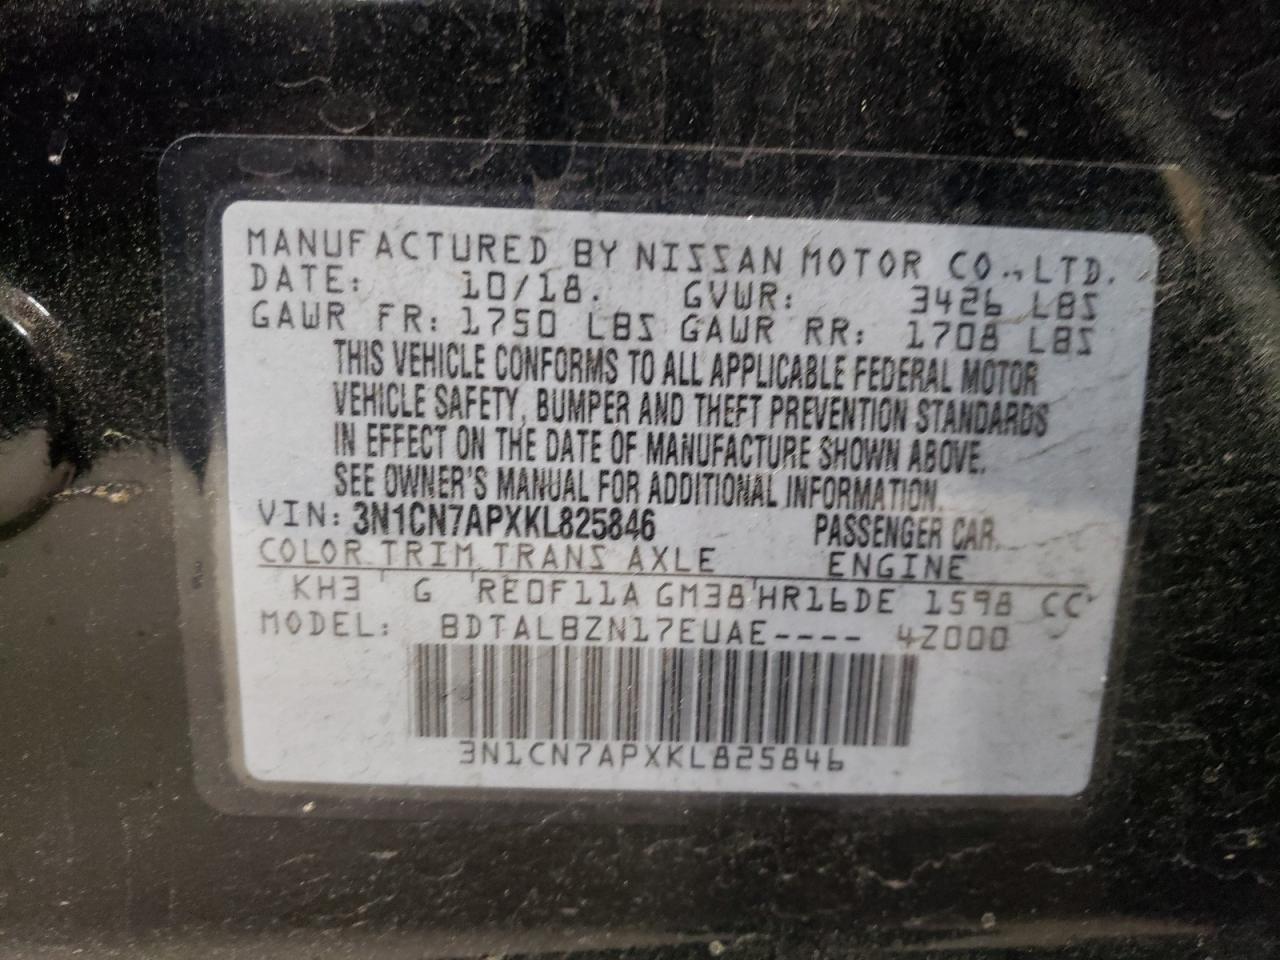 MANUFACTURED BY NISSAN MOTOR CO., LTD.
DATE: 10/18. GVWR: 3426 LBS
GAWR FR: 1750 LBS GAWR RR: 1708 LBS
THIS VEHICLE CONFORMS TO ALL APPLICABLE FEDERAL MOTOR
VEHICLE SAFETY, BUMPER AND THEFT PREVENTION STANDARDS
IN EFFECT ON THE DATE OF MANUFACTURE SHOWN ABOVE.
SEE OWNER'S MANUAL FOR ADDITIONAL INFORMATION.
VIN: 3N1CN7APXKL825846 PASSENGER CAR
COLOR TRIM TRANS AXLE ENGINE
KH3 G RE0F11A GM38 HR16DE 1598 CC
MODEL: BDTALBZN17EUAE---- 4Z000
3N1CN7APXKL825846